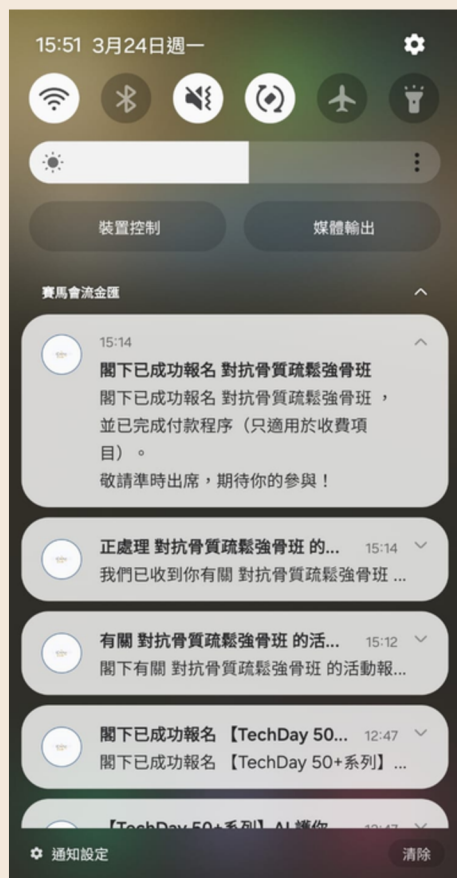 15:51 3月24日週一
裝置控制 媒體輸出
賽馬會流金匯
15:14
閣下已成功報名 對抗骨質疏鬆強骨班
閣下已成功報名 對抗骨質疏鬆強骨班 ,
並已完成付款程序（只適用於收費項
目）。
敬請準時出席，期待你的參與！
正處理 對抗骨質疏鬆強骨班 的... 15:14
我們已收到你有關 對抗骨質疏鬆強骨班 ...
有關 對抗骨質疏鬆強骨班 的活... 15:12
閣下有關 對抗骨質疏鬆強骨班 的活動報...
閣下已成功報名 【TechDay 50... 12:47
閣下已成功報名 【TechDay 50+系列】...
【TechDay 50+系列】 AI 護你... 12:47
通知設定 清除